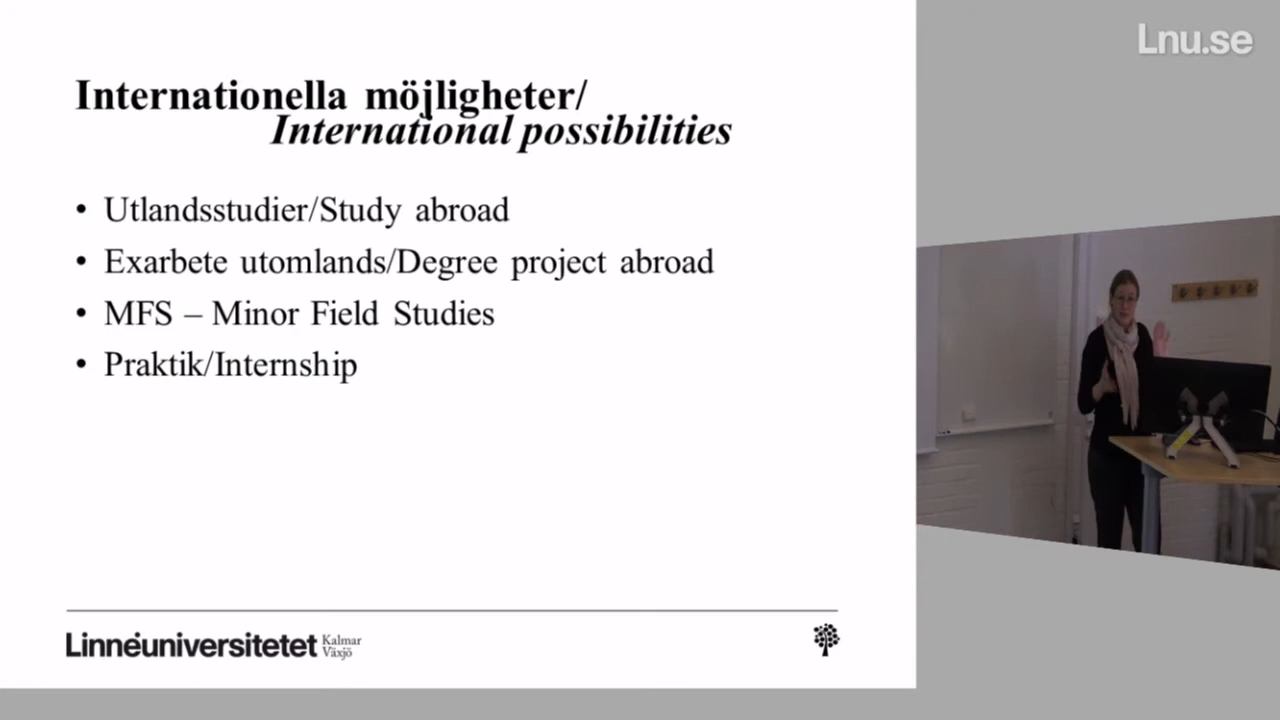 Lnu.se
Internationella möjligheter/
International possibilities
• Utlandsstudier/Study abroad
• Exarbete utomlands/Degree project abroad
• MFS – Minor Field Studies
• Praktik/Internship
Linnéuniversitetet Kalmar
Växjö